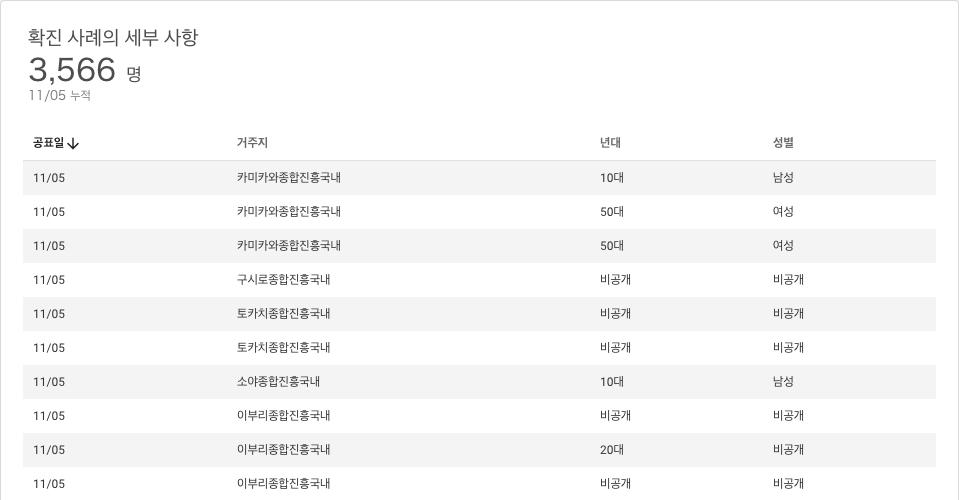 확진 사례의 세부 사항
3,566 명
11/05 누적
공표일 거주지 년대 성별
11/05 카미카와종합진흥국내 10대 남성
11/05 카미카와종합진흥국내 50대 여성
11/05 카미카와종합진흥국내 50대 여성
11/05 구시로종합진흥국내 비공개 비공개
11/05 토카치종합진흥국내 비공개 비공개
11/05 토카치종합진흥국내 비공개 비공개
11/05 소야종합진흥국내 10대 남성
11/05 이부리종합진흥국내 비공개 비공개
11/05 이부리종합진흥국내 20대 비공개
11/05 이부리종합진흥국내 비공개 비공개